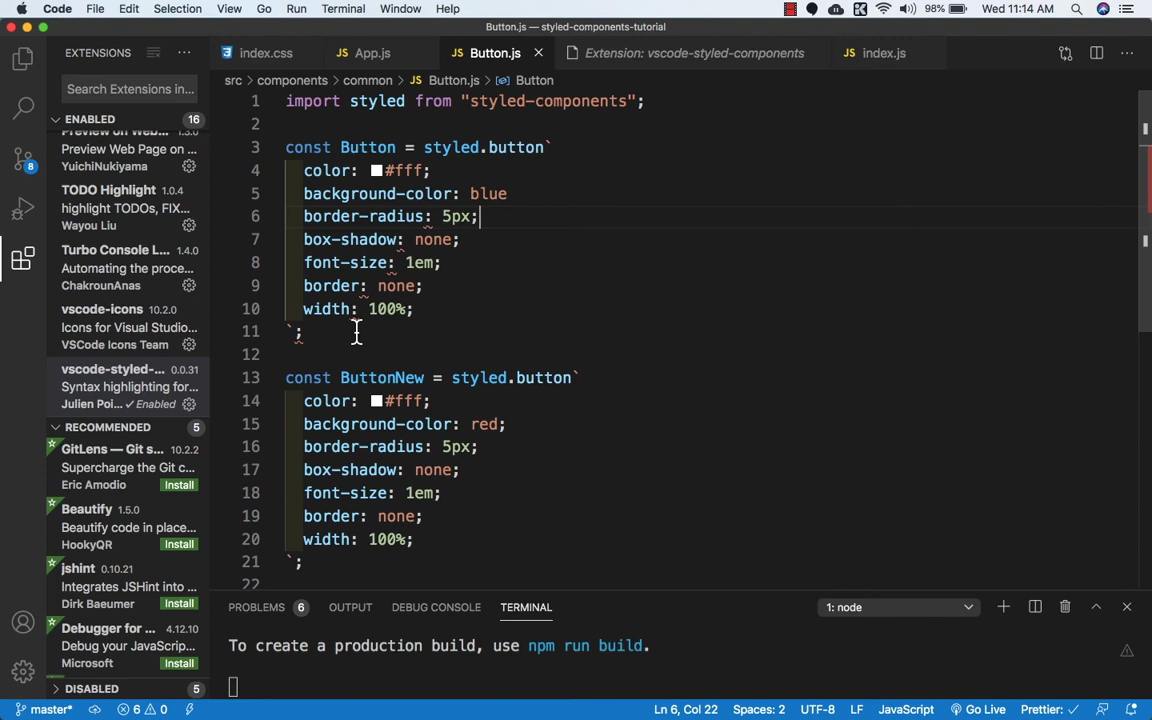 Code File Edit Selection View Go Run Terminal Window Help 98% Wed 11:14 AM
Button.js — styled-components-tutorial
EXTENSIONS
index.css
JS App.js
JS Button.js
Extension: vscode-styled-components
JS index.js
src > components > common > JS Button.js > Button
Search Extensions in...
ENABLED 16
YuichiNukiyama
Preview Web Page on ...
TODO Highlight 1.0.4
highlight TODOs, FIX...
Wayou Liu
Turbo Console L... 1.4.0
Automating the proce...
ChakrounAnas
vscode-icons 10.2.0
Icons for Visual Studio...
VSCode Icons Team
vscode-styled-... 0.0.31
Syntax highlighting for...
Julien Poi... ✓ Enabled
RECOMMENDED 5
GitLens — Git s... 10.2.2
Supercharge the Git c...
Eric Amodio Install
Beautify 1.5.0
Beautify code in place...
HookyQR Install
jshint 0.10.21
Integrates JSHint into ...
Dirk Baeumer Install
Debugger for ... 4.12.10
Debug your JavaScrip...
Microsoft Install
DISABLED 5
8
1 import styled from "styled-components";
2
3 const Button = styled.button`
4 color: #fff;
5 background-color: blue
6 border-radius: 5px;
7 box-shadow: none;
8 font-size: 1em;
9 border: none;
10 width: 100%;
11 `;
12
13 const ButtonNew = styled.button`
14 color: #fff;
15 background-color: red;
16 border-radius: 5px;
17 box-shadow: none;
18 font-size: 1em;
19 border: none;
20 width: 100%;
21 `;
22
PROBLEMS 6 OUTPUT DEBUG CONSOLE TERMINAL 1: node
To create a production build, use npm run build.
master* 6 0 Ln 6, Col 22 Spaces: 2 UTF-8 LF JavaScript Go Live Prettier: ✓